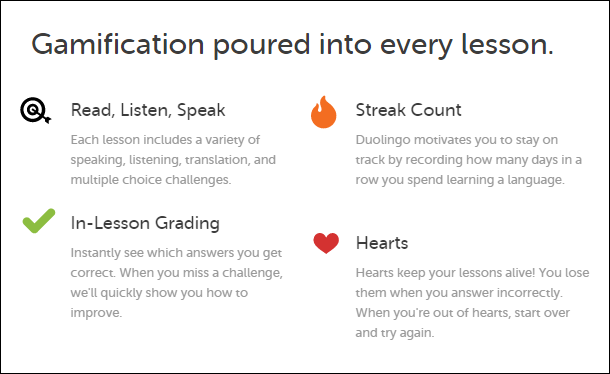 Gamification poured into every lesson.
Read, Listen, Speak
Each lesson includes a variety of
speaking, listening, translation, and
multiple choice challenges.
Streak Count
Duolingo motivates you to stay on
track by recording how many days in a
row you spend learning a language.
In-Lesson Grading
Instantly see which answers you get
correct. When you miss a challenge,
we'll quickly show you how to
improve.
Hearts
Hearts keep your lessons alive! You lose
them when you answer incorrectly.
When you're out of hearts, start over
and try again.